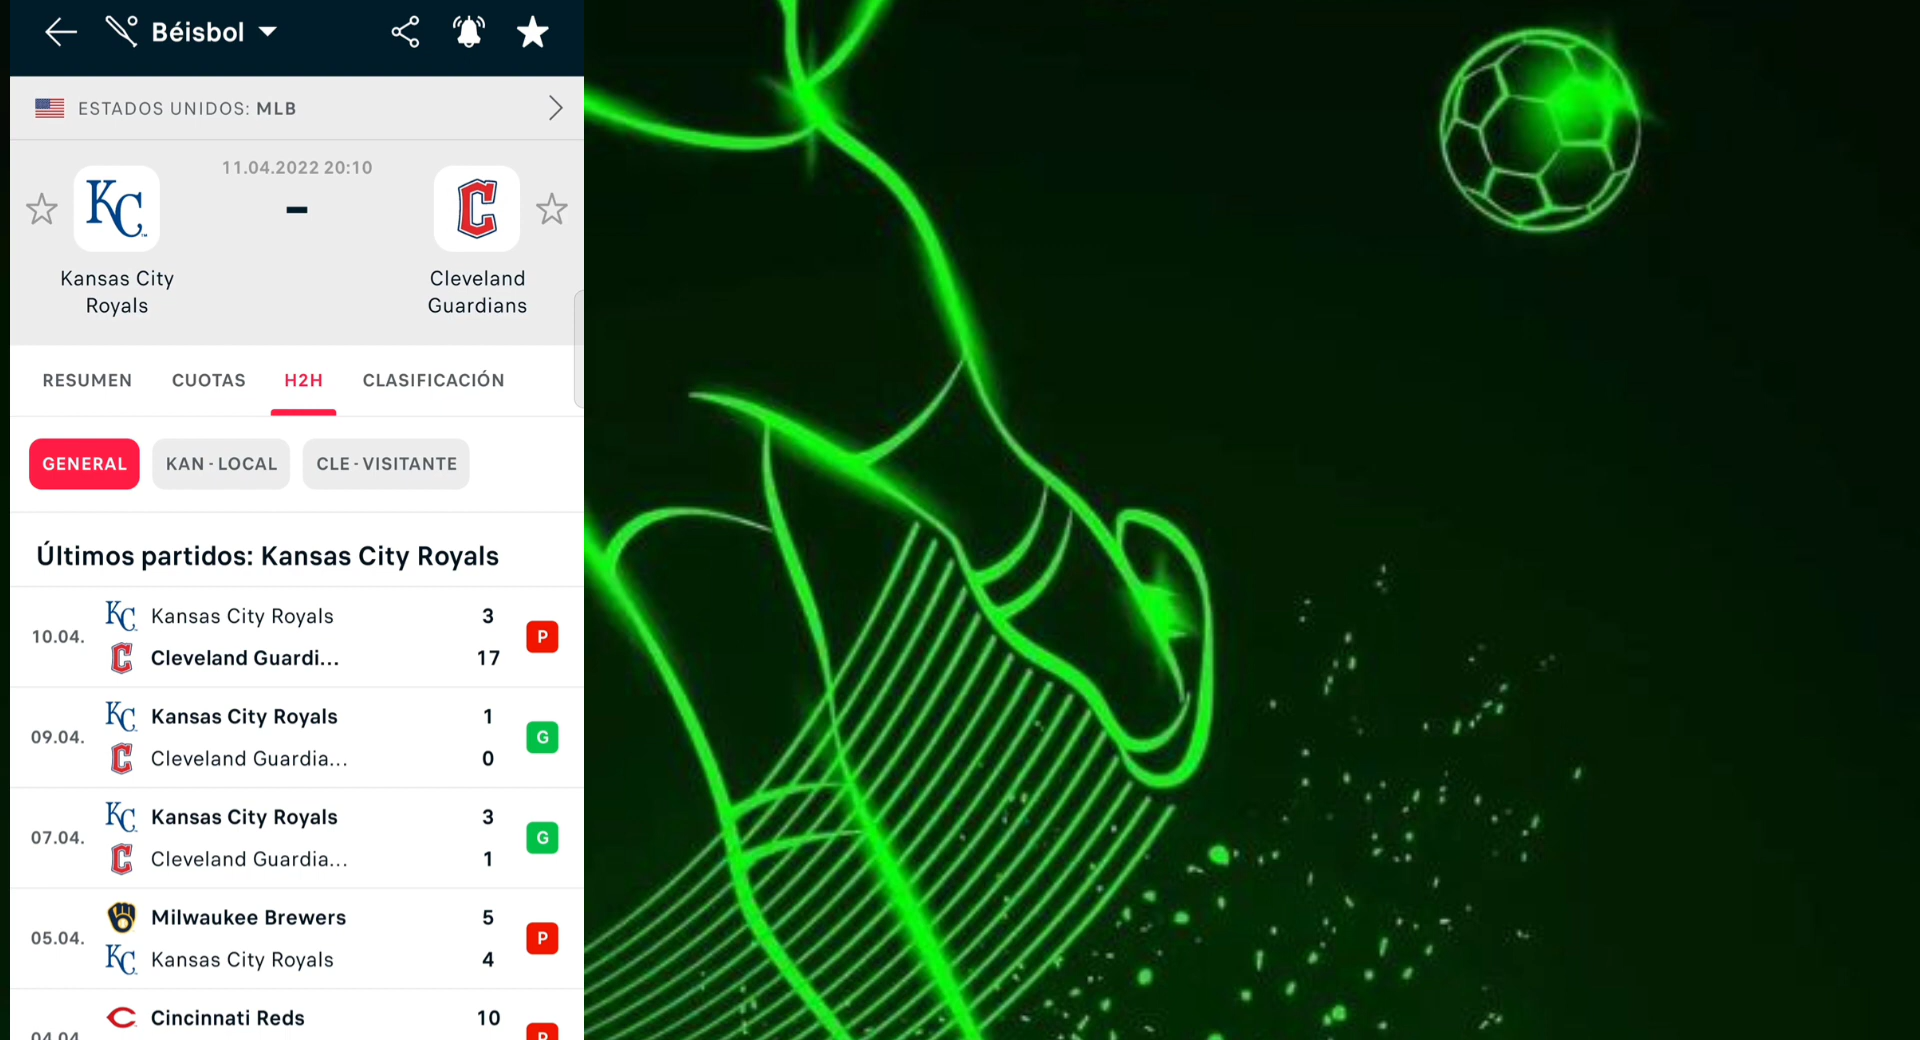 Béisbol
ESTADOS UNIDOS: MLB
11.04.2022 20:10
-
Kansas City
Royals
Cleveland
Guardians
RESUMEN CUOTAS H2H CLASIFICACIÓN
GENERAL KAN - LOCAL CLE - VISITANTE
Últimos partidos: Kansas City Royals
10.04. Kansas City Royals 3 P
Cleveland Guardi... 17
09.04. Kansas City Royals 1 G
Cleveland Guardia... 0
07.04. Kansas City Royals 3 G
Cleveland Guardia... 1
05.04. Milwaukee Brewers 5 P
Kansas City Royals 4
Cincinnati Reds 10
04.04. P